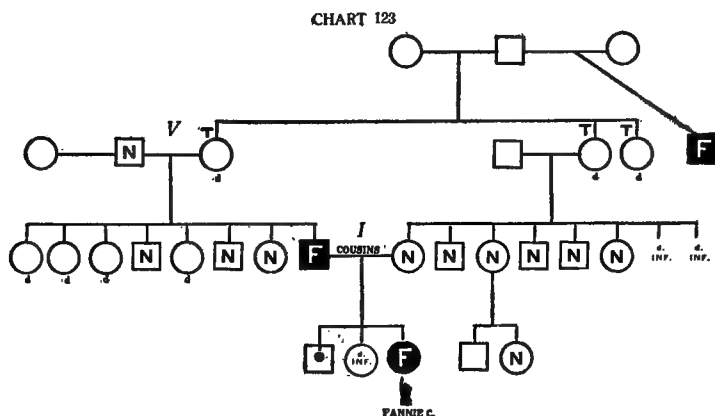 CHART 123
V T T T
N F
d d d
I
COUSINS
N N N F N N N N N N d. d.
INF. INF.
d d d d
d.
INF. F N
FANNIE C.